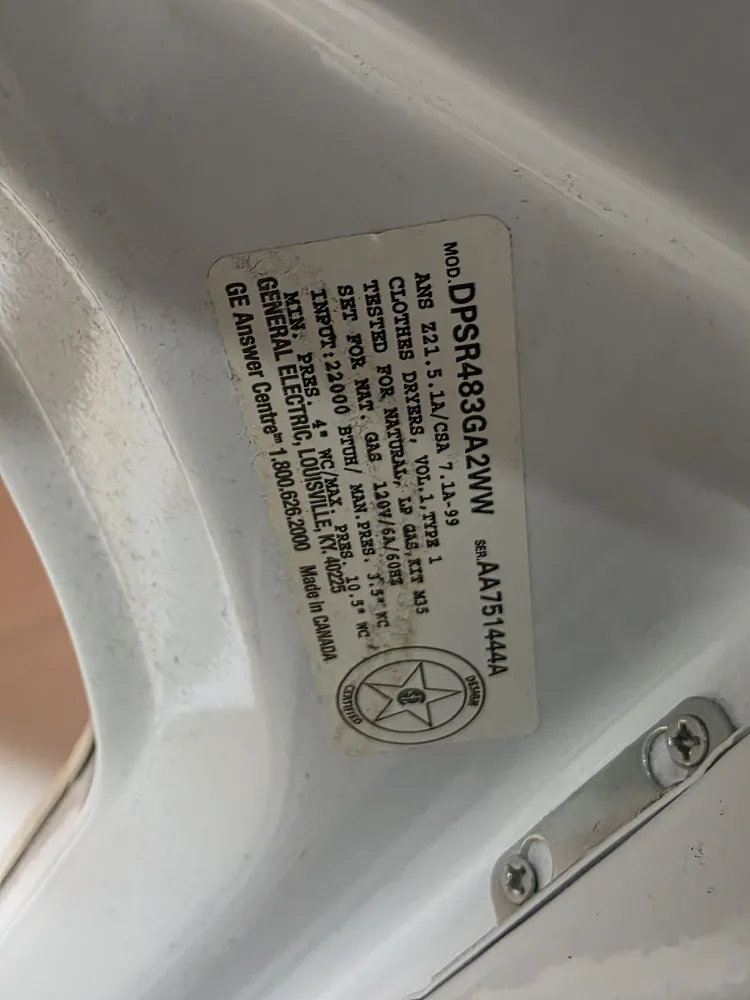 MOD. DPSR483GA2WW SER. AA751444A
ANS Z21.5.1A/CSA 7.1A-99
CLOTHES DRYERS, VOL.1,TYPE 1
TESTED FOR NATURAL, LP GAS,KIT M35
SET FOR NAT. GAS 120V/6A/60HZ
INPUT:22000 BTUH/ MAN.PRES. 3.5" WC
MIN. PRES. 4" WC/MAX. PRES. 10.5" WC
GENERAL ELECTRIC, LOUISVILLE, KY 40225
GE Answer Centre™ 1.800.626.2000 Made in CANADA
DESIGN
CERTIFIED